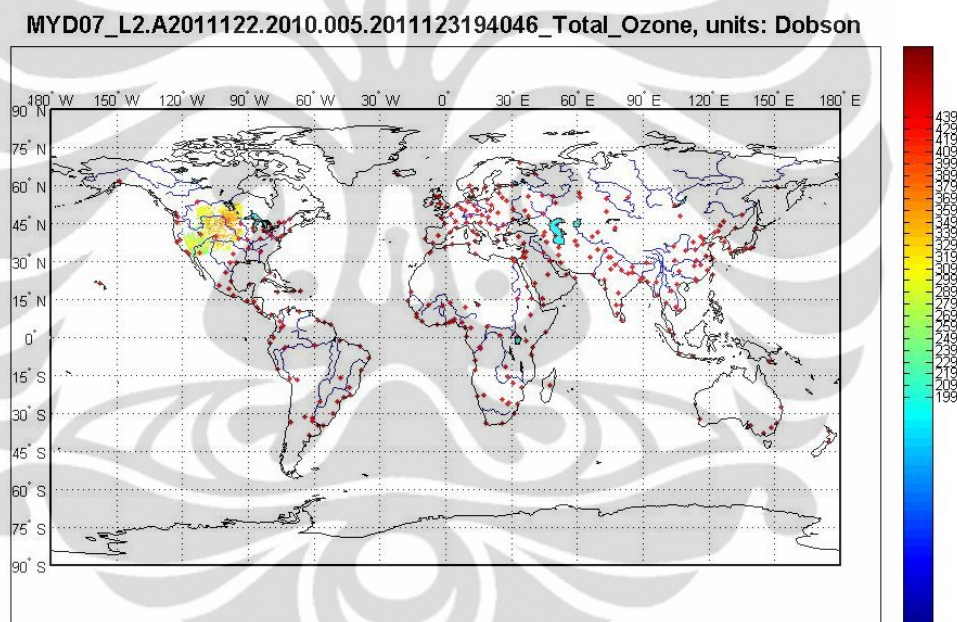 MYD07_L2.A2011122.2010.005.2011123194046_Total_Ozone, units: Dobson
180° W 150° W 120° W 90° W 60° W 30° W 0° 30° E 60° E 90° E 120° E 150° E 180° E
90° N
75° N
60° N
45° N
30° N
15° N
0°
15° S
30° S
45° S
60° S
75° S
90° S
439
429
419
409
399
389
379
369
359
349
339
329
319
309
299
289
279
269
259
249
239
229
219
209
199